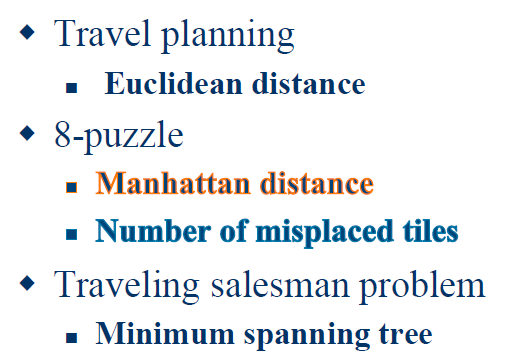 Travel planning
Euclidean distance
8-puzzle
Manhattan distance
Number of misplaced tiles
Traveling salesman problem
Minimum spanning tree